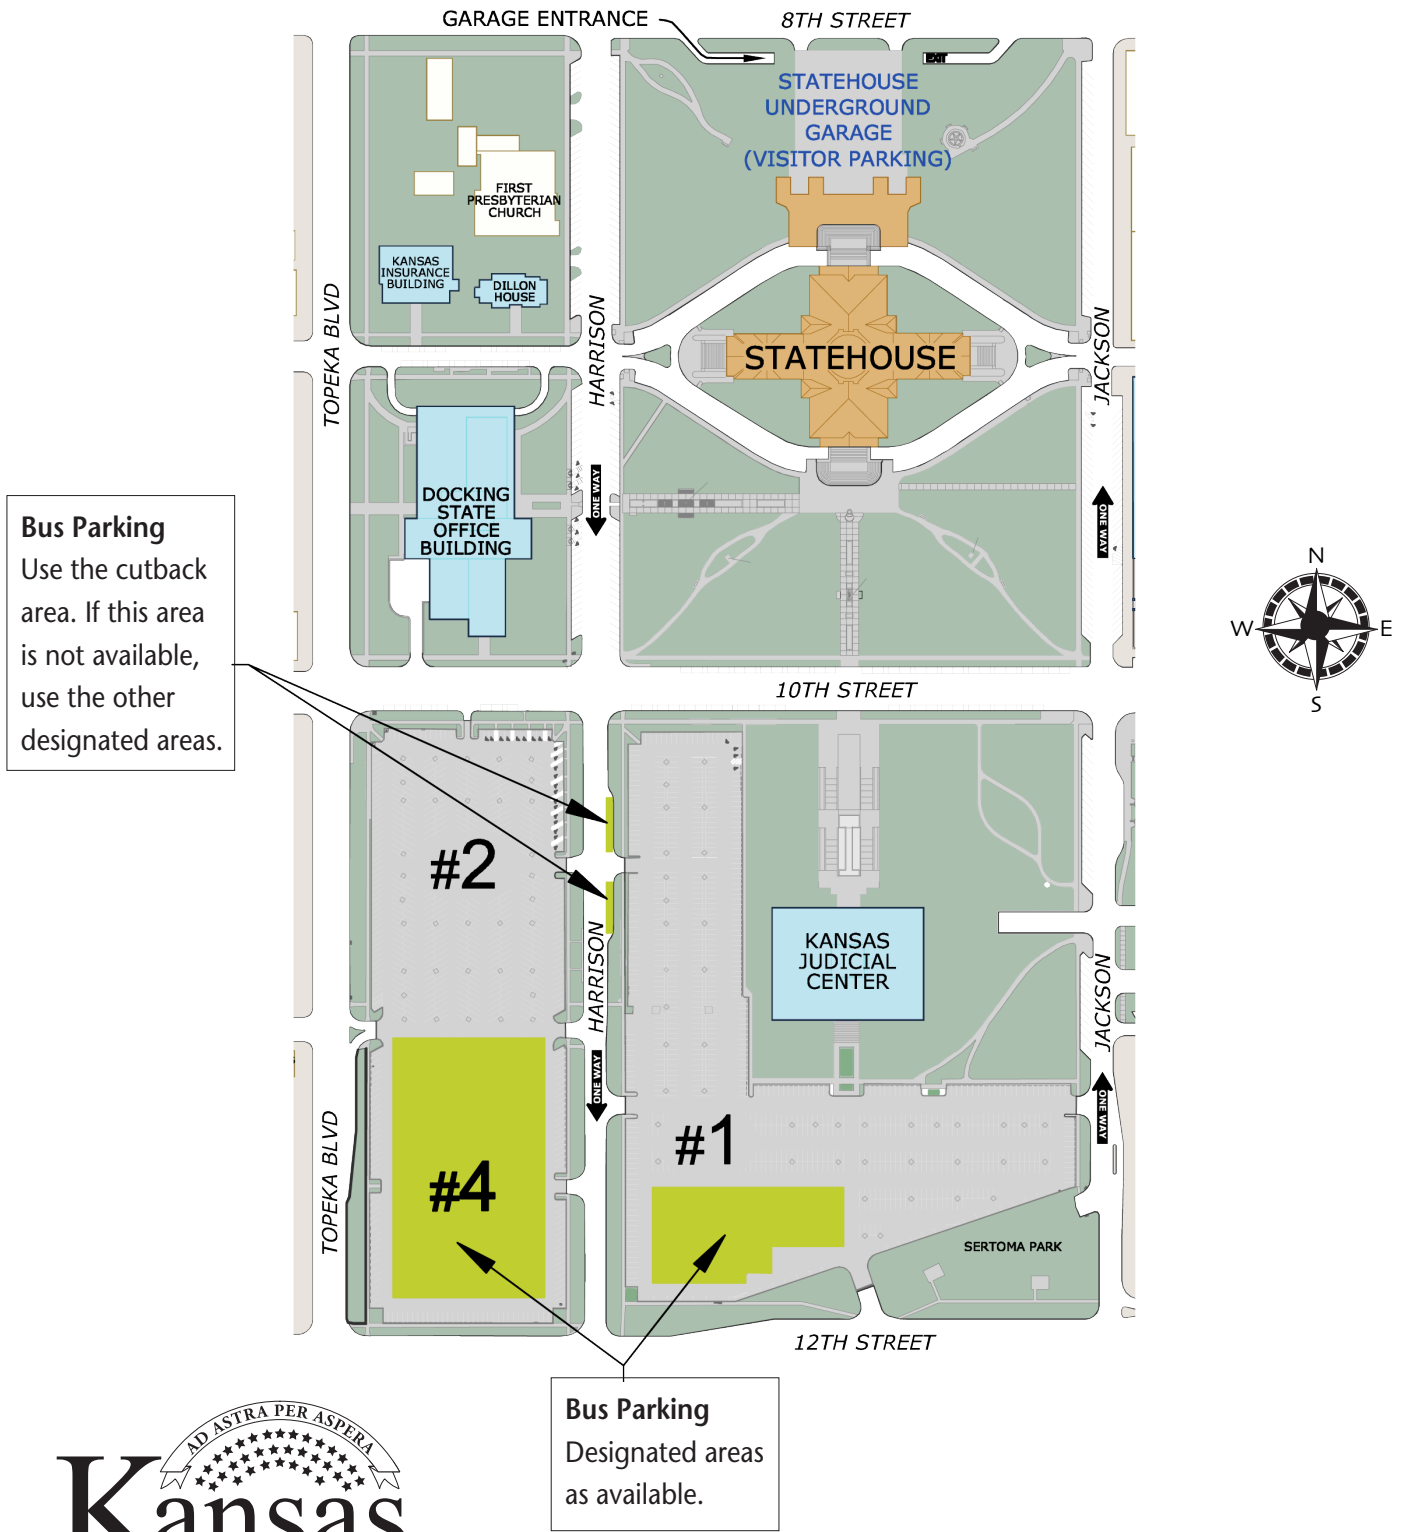 GARAGE ENTRANCE
8TH STREET
EXIT
STATEHOUSE
UNDERGROUND
GARAGE
(VISITOR PARKING)
FIRST
PRESBYTERIAN
CHURCH
KANSAS
INSURANCE
BUILDING
DILLON
HOUSE
TOPEKA BLVD
HARRISON
STATEHOUSE
JACKSON
DOCKING
STATE
OFFICE
BUILDING
ONE WAY
ONE WAY
Bus Parking
Use the cutback
area. If this area
is not available,
use the other
designated areas.
N
W
E
S
10TH STREET
#2
HARRISON
KANSAS
JUDICIAL
CENTER
JACKSON
ONE WAY
ONE WAY
TOPEKA BLVD
#1
#4
SERTOMA PARK
12TH STREET
Bus Parking
Designated areas
as available.
AD ASTRA PER ASPERA
Kansas